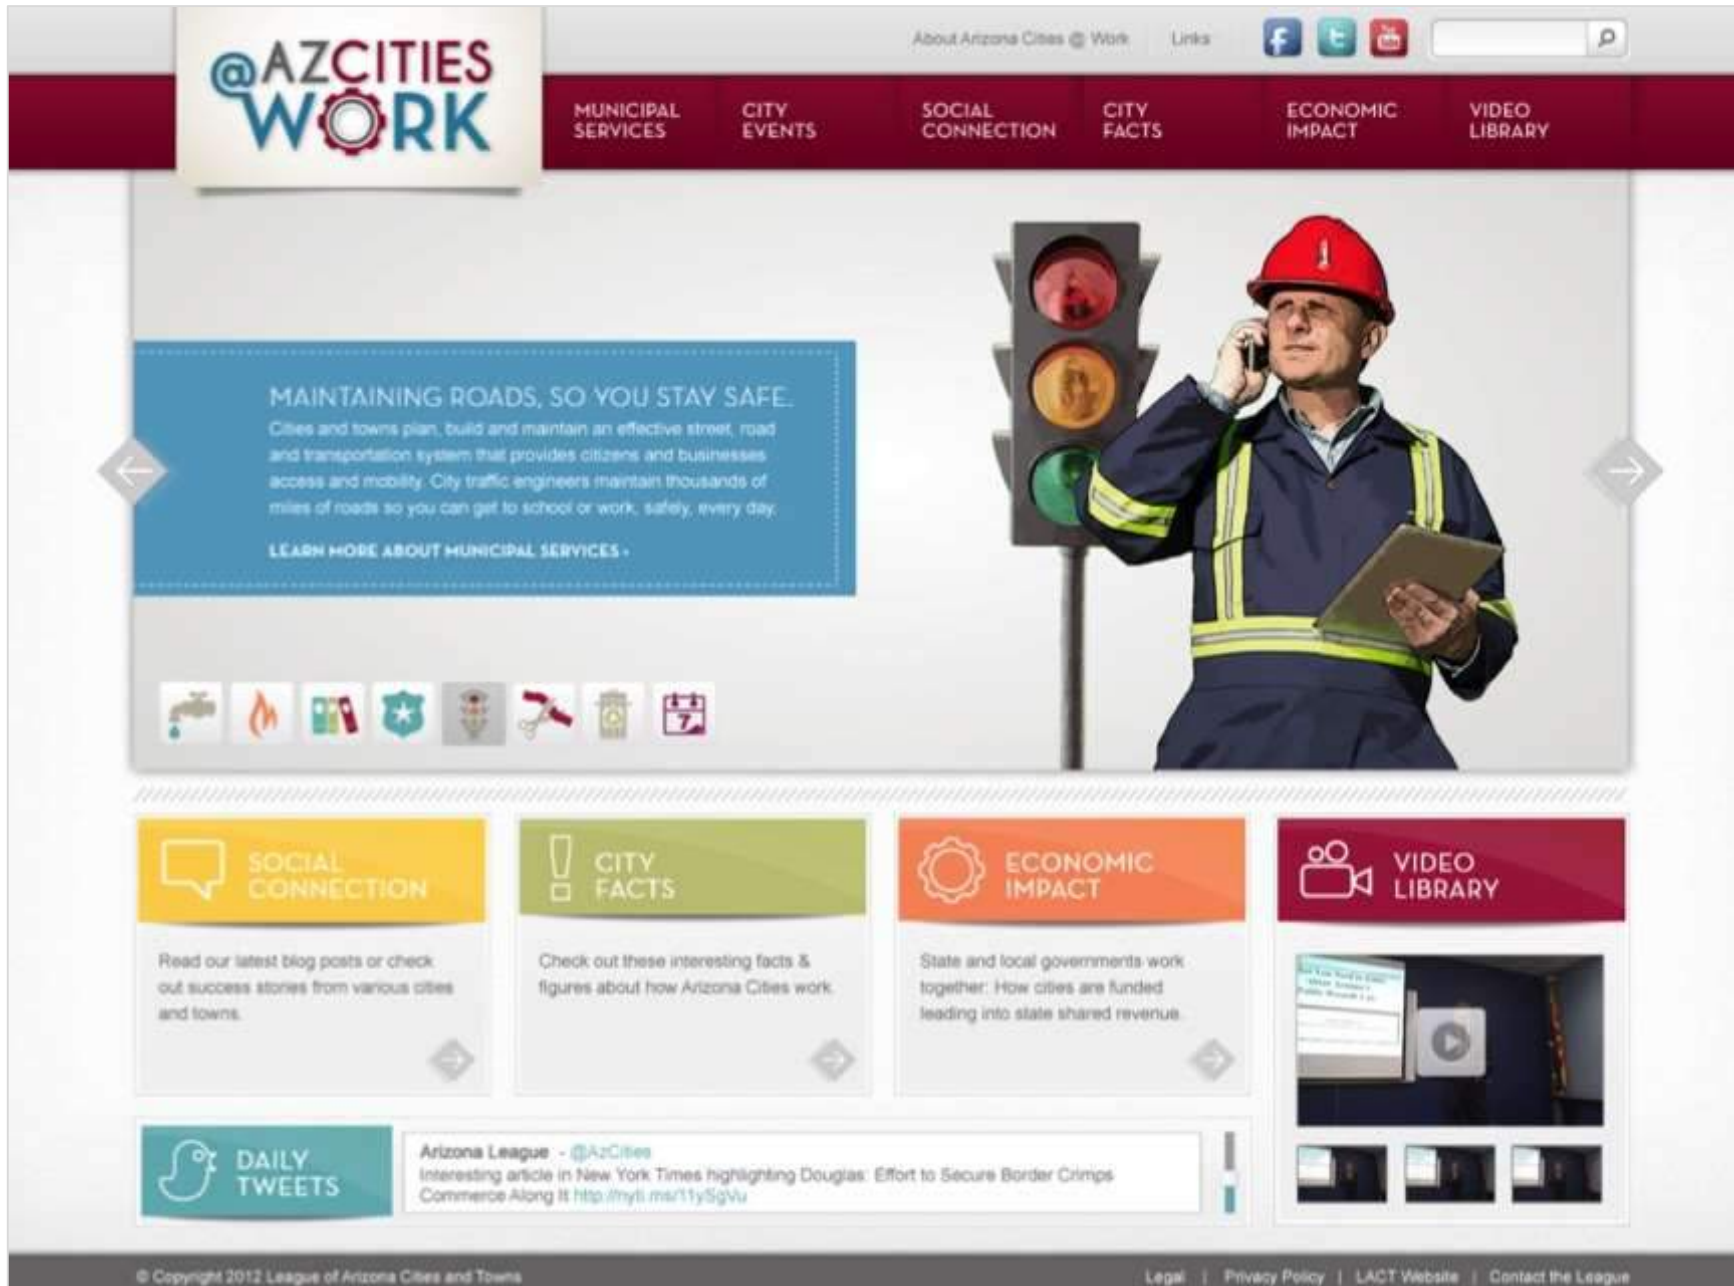 About Arizona Cities @ Work
Links
@AZCITIES
WORK
MUNICIPAL
SERVICES
CITY
EVENTS
SOCIAL
CONNECTION
CITY
FACTS
ECONOMIC
IMPACT
VIDEO
LIBRARY
MAINTAINING ROADS, SO YOU STAY SAFE.
Cities and towns plan, build and maintain an effective street, road
and transportation system that provides citizens and businesses
access and mobility. City traffic engineers maintain thousands of
miles of roads so you can get to school or work, safely, every day.
LEARN MORE ABOUT MUNICIPAL SERVICES ›
7
SOCIAL
CONNECTION
Read our latest blog posts or check
out success stories from various cities
and towns.
CITY
FACTS
Check out these interesting facts &
figures about how Arizona Cities work.
ECONOMIC
IMPACT
State and local governments work
together: How cities are funded
leading into state shared revenue.
VIDEO
LIBRARY
DAILY
TWEETS
Arizona League - @AzCities
Interesting article in New York Times highlighting Douglas: Effort to Secure Border Crimps
Commerce Along It http://nyti.ms/11ySgVu
© Copyright 2012 League of Arizona Cities and Towns
Legal | Privacy Policy | LACT Website | Contact the League